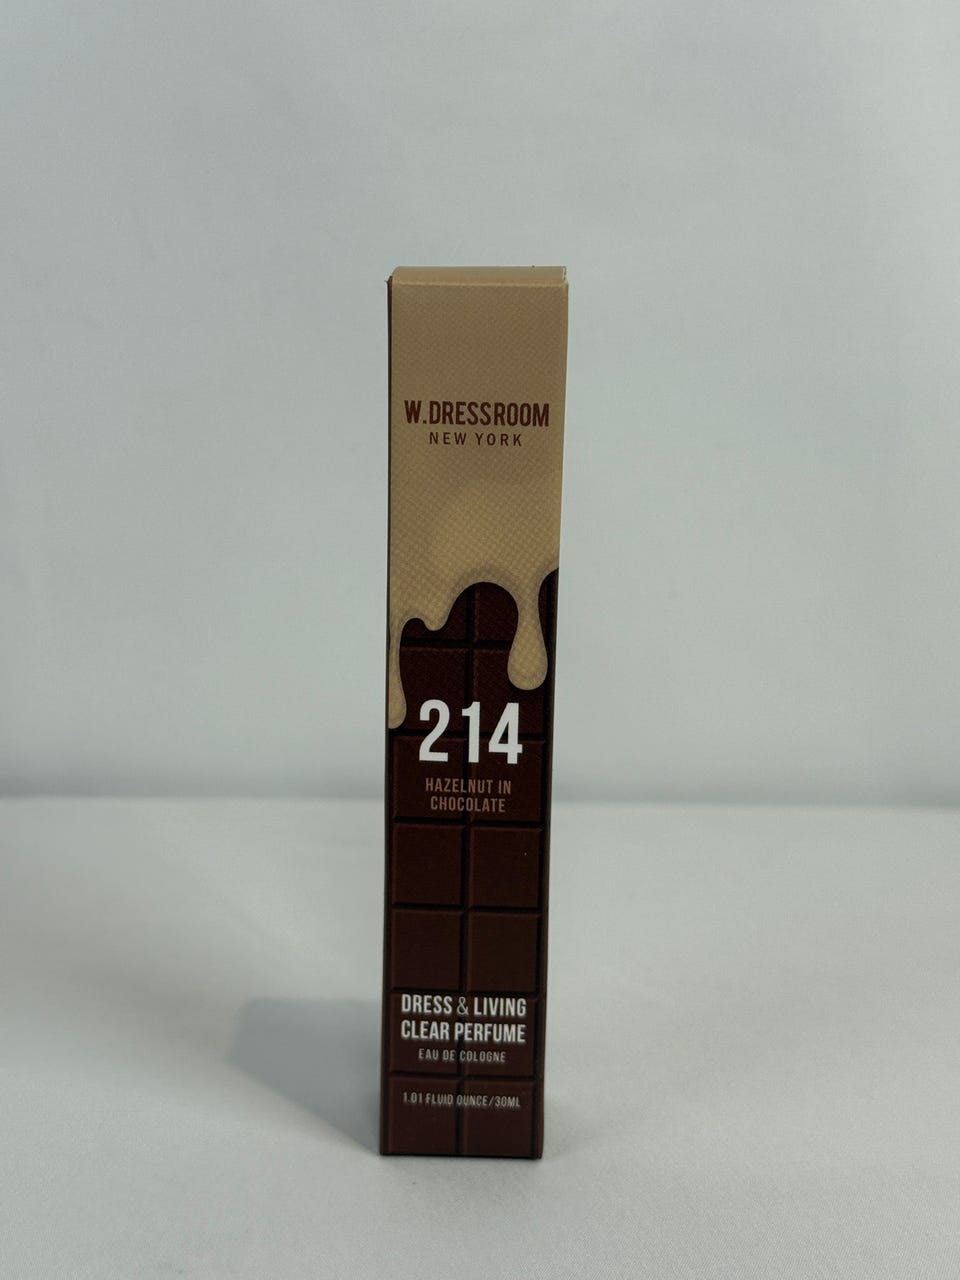 W.DRESSROOM
NEW YORK
214
HAZELNUT IN
CHOCOLATE
DRESS & LIVING
CLEAR PERFUME
EAU DE COLOGNE
1.01 FLUID OUNCE/30ML